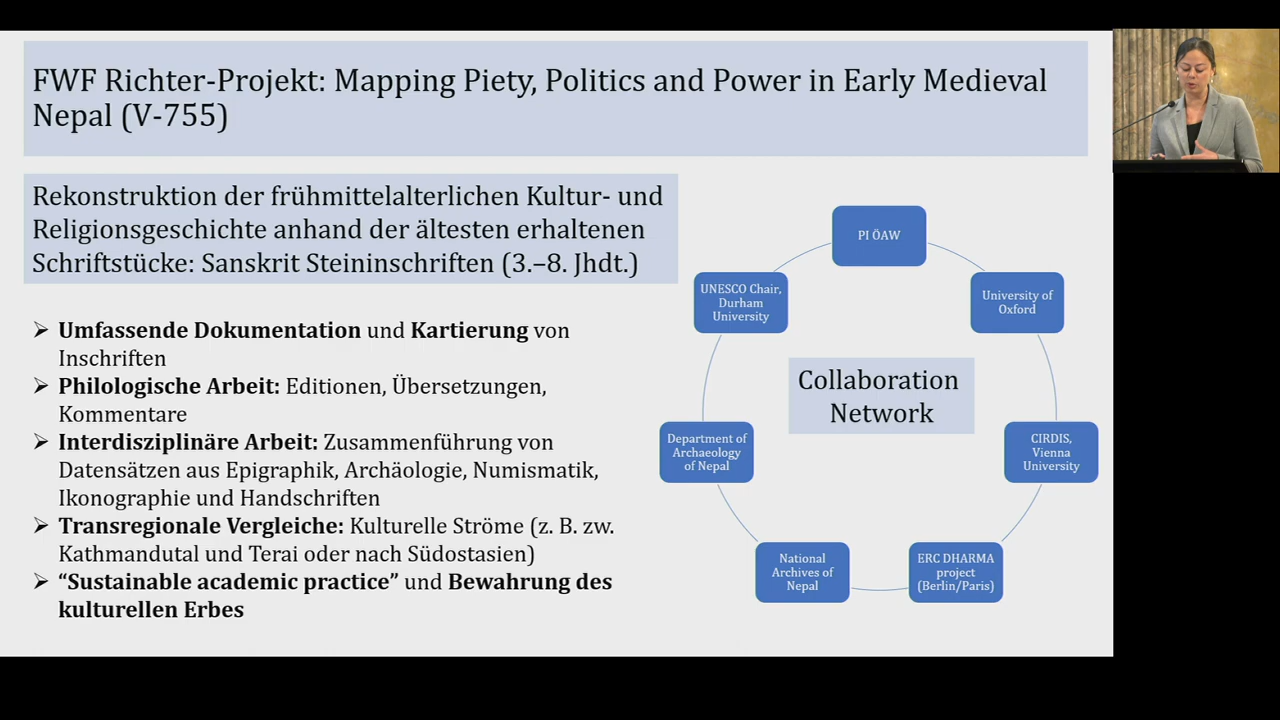 FWF Richter-Projekt: Mapping Piety, Politics and Power in Early Medieval
Nepal (V-755)
Rekonstruktion der frühmittelalterlichen Kultur- und
Religionsgeschichte anhand der ältesten erhaltenen
Schriftstücke: Sanskrit Steininschriften (3.–8. Jhdt.)
➢ Umfassende Dokumentation und Kartierung von
Inschriften
➢ Philologische Arbeit: Editionen, Übersetzungen,
Kommentare
➢ Interdisziplinäre Arbeit: Zusammenführung von
Datensätzen aus Epigraphik, Archäologie, Numismatik,
Ikonographie und Handschriften
➢ Transregionale Vergleiche: Kulturelle Ströme (z. B. zw.
Kathmandutal und Terai oder nach Südostasien)
➢ “Sustainable academic practice” und Bewahrung des
kulturellen Erbes
PI ÖAW
University of
Oxford
CIRDIS,
Vienna
University
ERC DHARMA
project
(Berlin/Paris)
National
Archives of
Nepal
Department of
Archaeology
of Nepal
UNESCO Chair,
Durham
University
Collaboration
Network